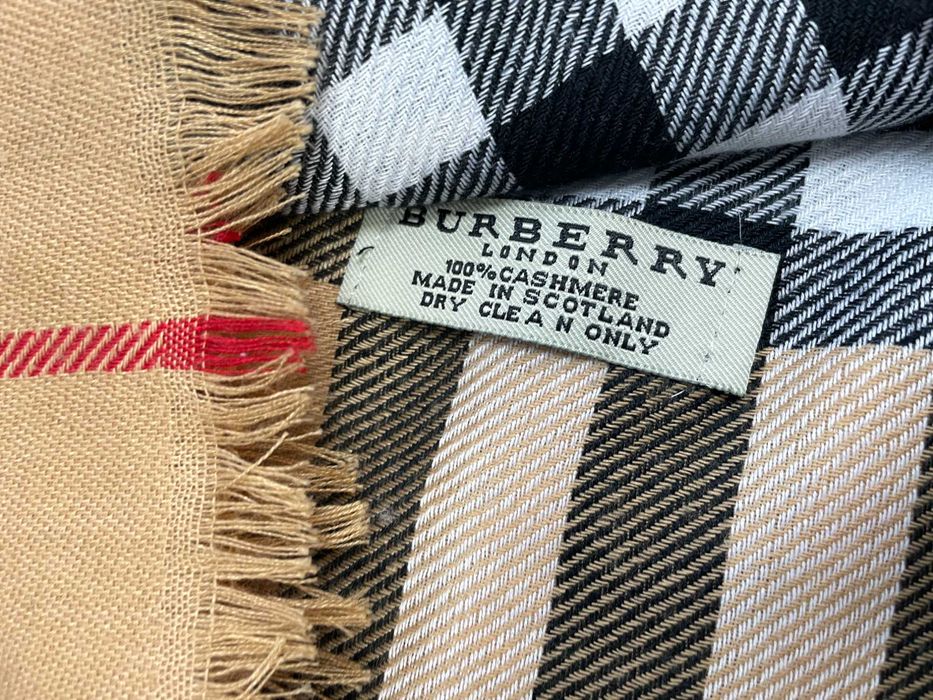 BURBERRY
LONDON
100% CASHMERE
MADE IN SCOTLAND
DRY CLEA N ONLY